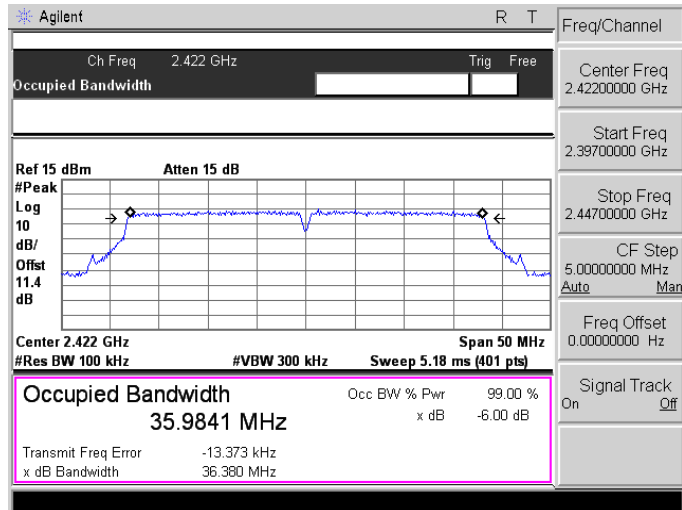 Agilent R T
Freq/Channel
Ch Freq 2.422 GHz Trig Free
Occupied Bandwidth
Center Freq
2.42200000 GHz
Start Freq
2.39700000 GHz
Stop Freq
2.44700000 GHz
CF Step
5.00000000 MHz
Auto Man
Freq Offset
0.00000000 Hz
Signal Track
On Off
Ref 15 dBm Atten 15 dB
#Peak
Log
10
dB/
Offst
11.4
dB
Center 2.422 GHz Span 50 MHz
#Res BW 100 kHz #VBW 300 kHz Sweep 5.18 ms (401 pts)
Occupied Bandwidth Occ BW % Pwr 99.00 %
35.9841 MHz x dB -6.00 dB
Transmit Freq Error -13.373 kHz
x dB Bandwidth 36.380 MHz